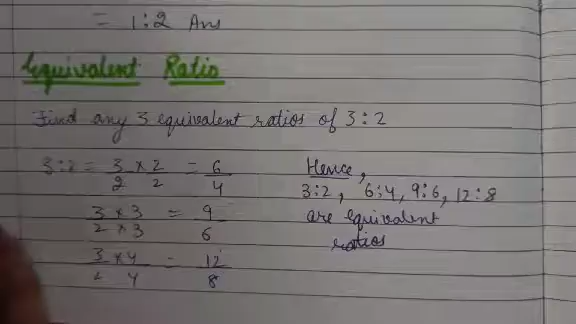 = 1:2 Ans
Equivalent Ratio
Find any 3 equivalent ratios of 3:2
3:2 = 3/2 × 2/2 = 6/4
3×3/2×3 = 9/6
3×4/2 4 = 12/8
Hence,
3:2, 6:4, 9:6, 12:8
are equivalent
ratios